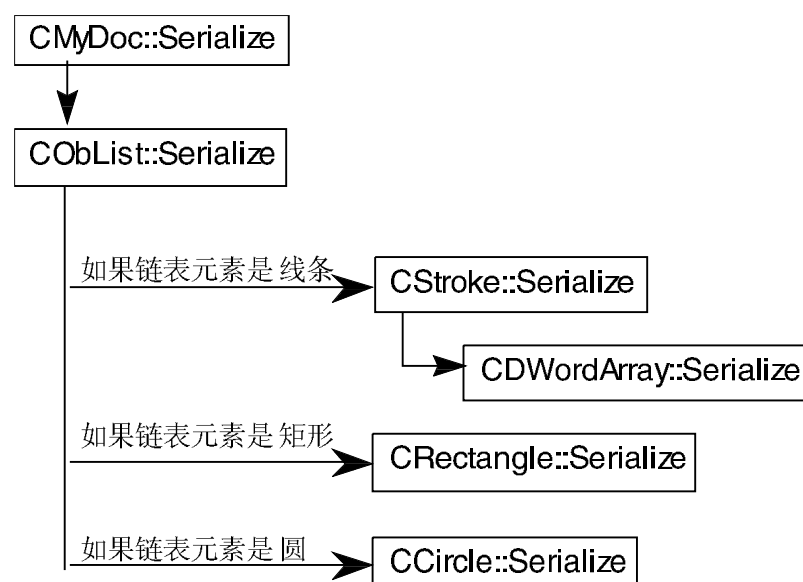 CMyDoc::Serialize
CObList::Serialize
如果链表元素是线条
CStroke::Serialize
CDWordArray::Serialize
如果链表元素是矩形
CRectangle::Serialize
如果链表元素是圆
CCircle::Serialize